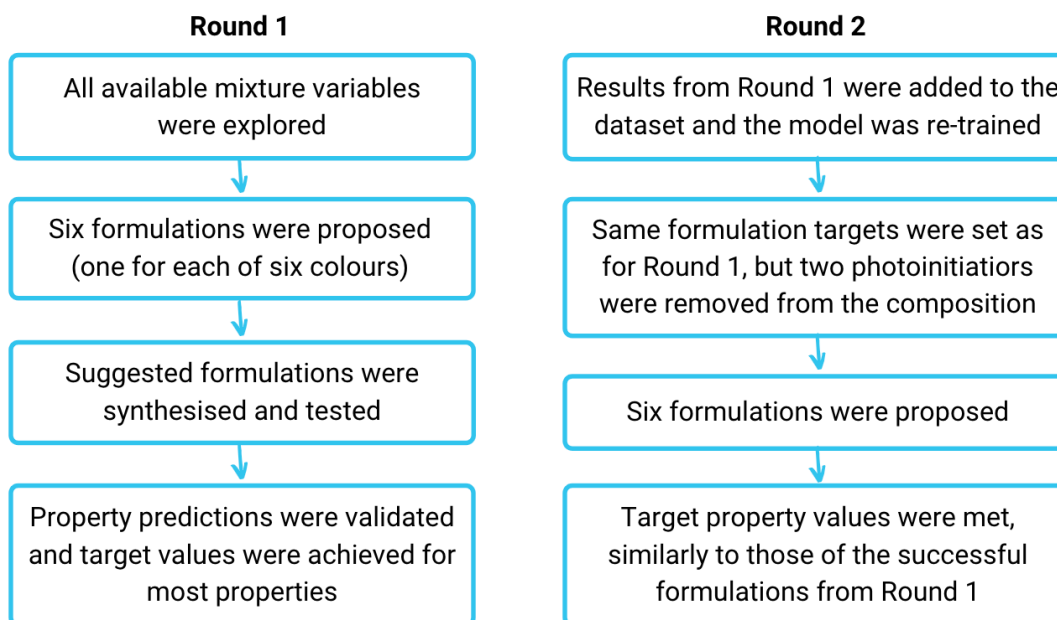 Round 1
All available mixture variables
were explored
Six formulations were proposed
(one for each of six colours)
Suggested formulations were
synthesised and tested
Property predictions were validated
and target values were achieved for
most properties
Round 2
Results from Round 1 were added to the
dataset and the model was re-trained
Same formulation targets were set as
for Round 1, but two photoinitiatiors
were removed from the composition
Six formulations were proposed
Target property values were met,
similarly to those of the successful
formulations from Round 1